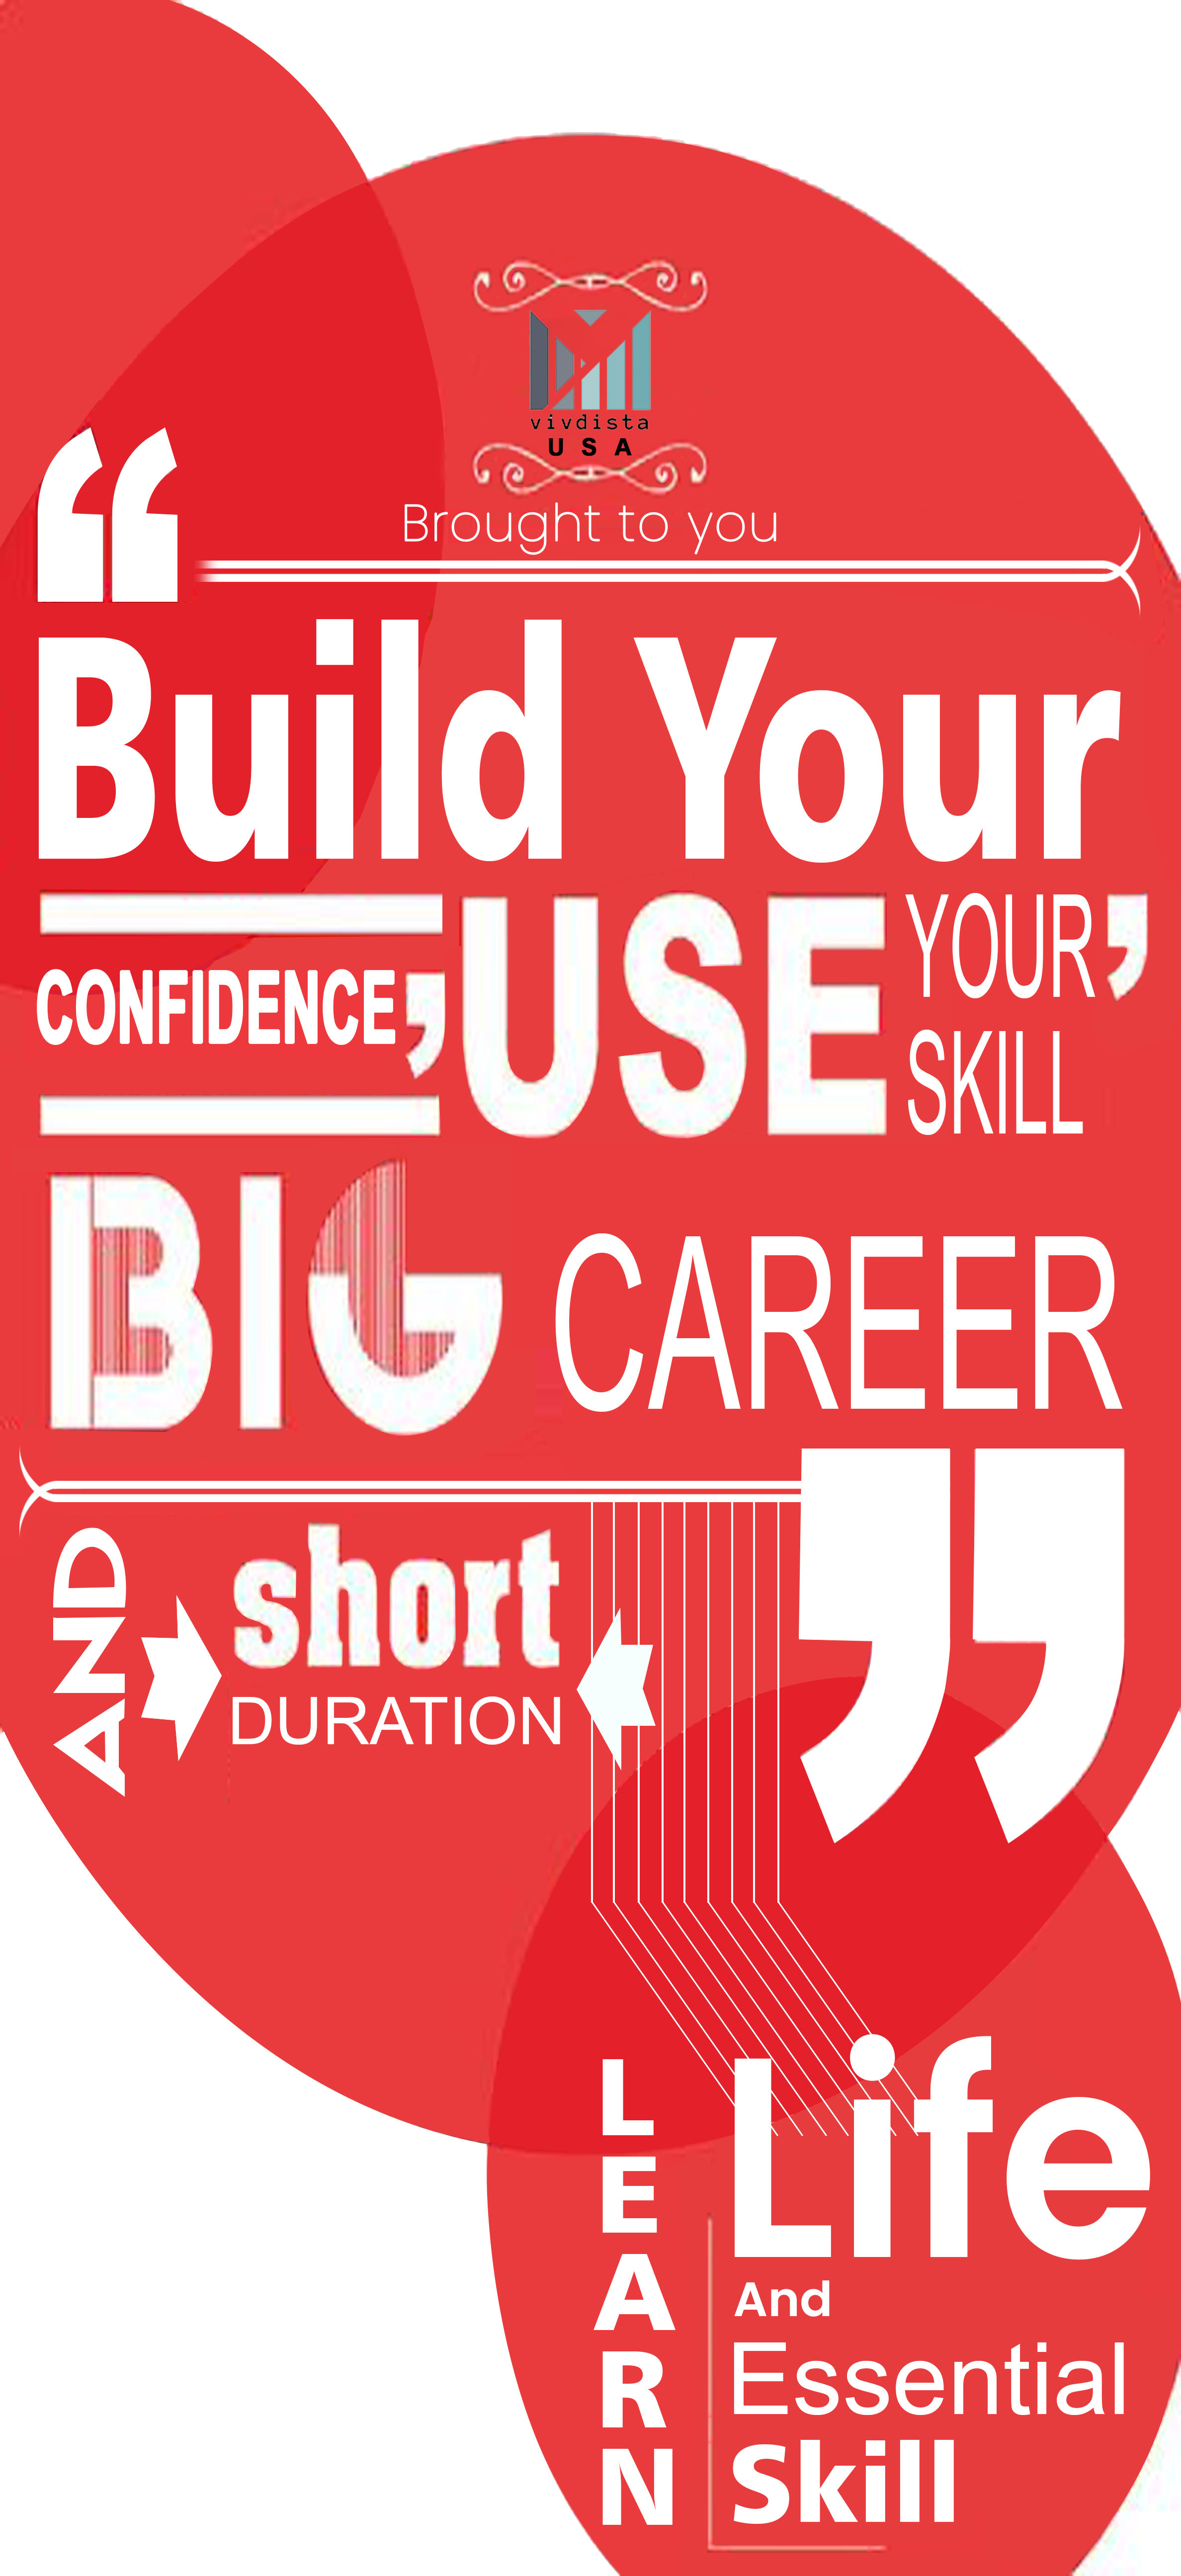 vivdista
USA
Brought to you
“
Build Your
CONFIDENCE,
'USE YOUR'
SKILL
BIG CAREER
”
AND short
DURATION
LEARN
Life
And
Essential
Skill